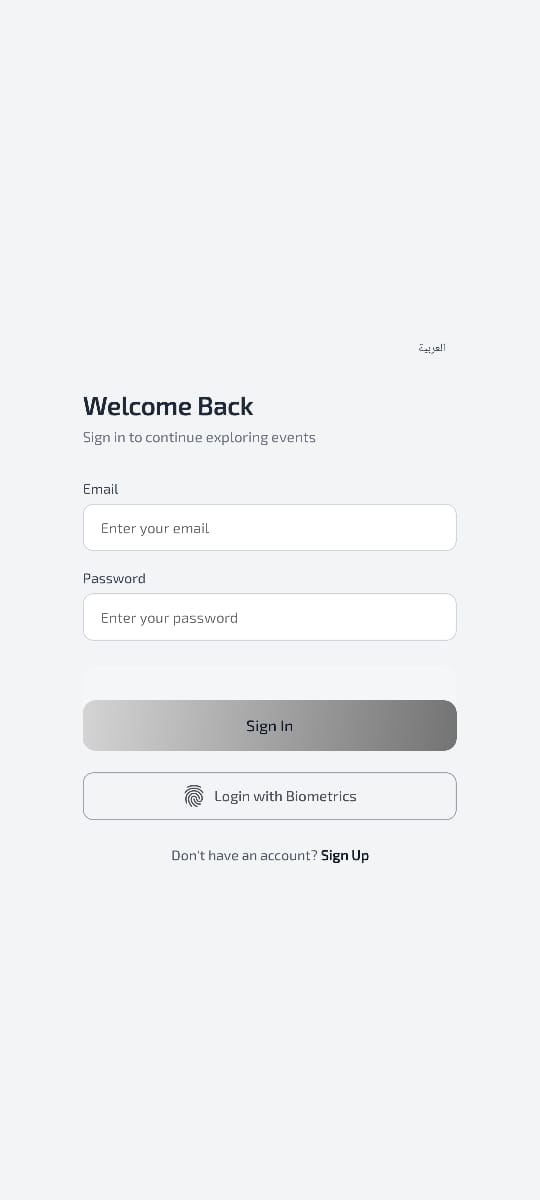 العربية
Welcome Back
Sign in to continue exploring events
Email
Enter your email
Password
Enter your password
Sign In
Login with Biometrics
Don't have an account? Sign Up